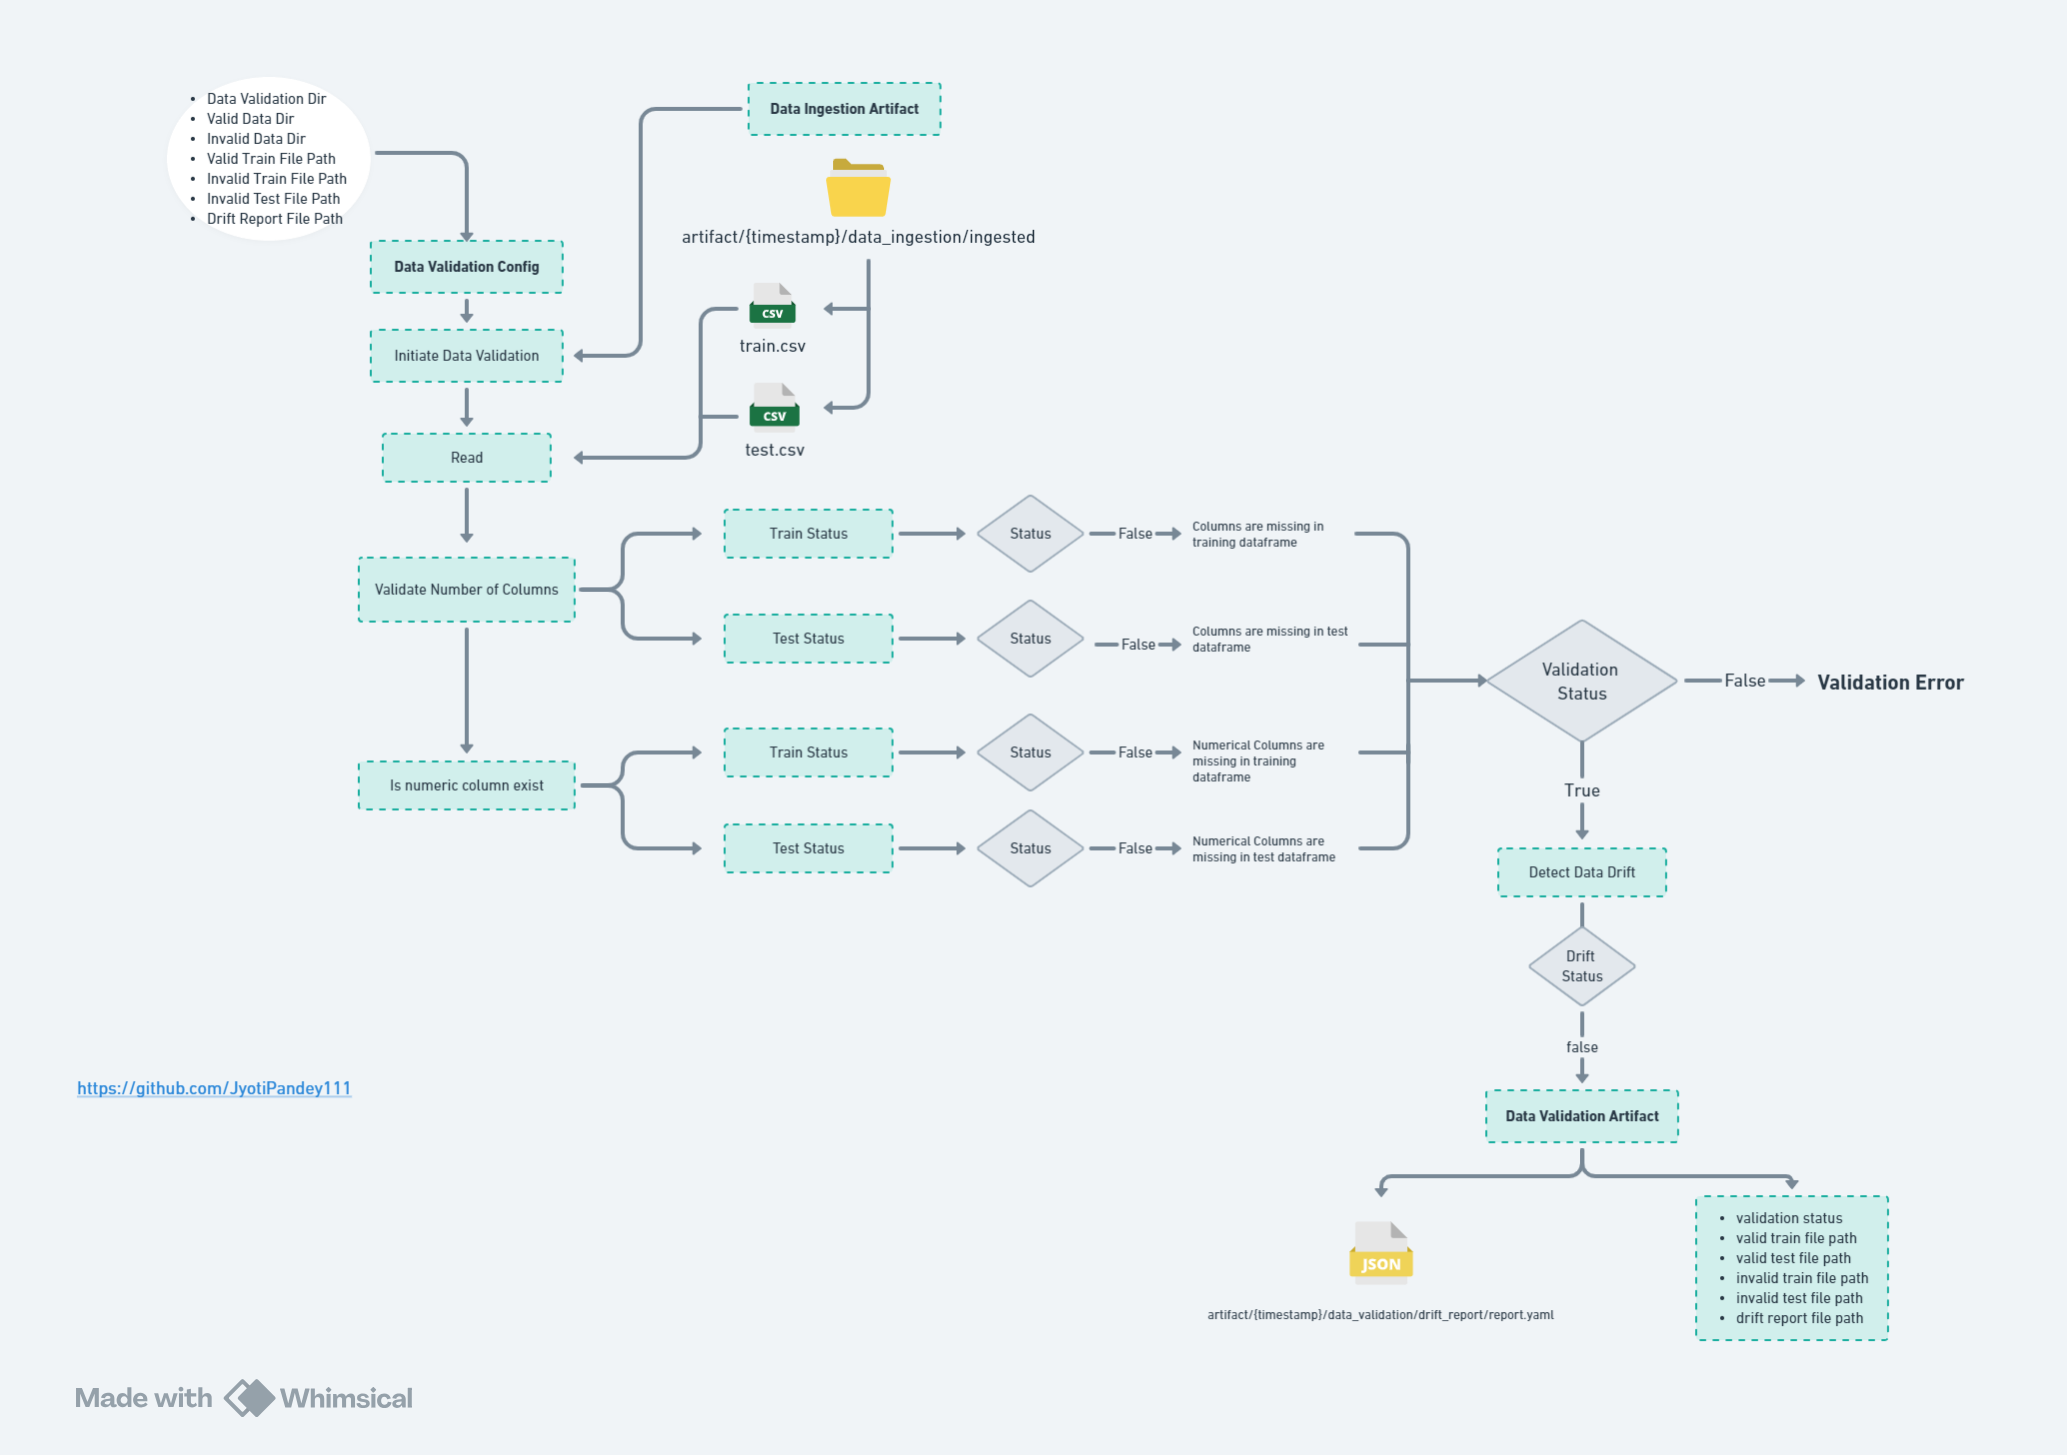 • Data Validation Dir
• Valid Data Dir
• Invalid Data Dir
• Valid Train File Path
• Invalid Train File Path
• Invalid Test File Path
• Drift Report File Path
Data Ingestion Artifact
artifact/{timestamp}/data_ingestion/ingested
Data Validation Config
CSV
train.csv
Initiate Data Validation
CSV
test.csv
Read
Validate Number of Columns
Train Status
Status
False
Columns are missing in
training dataframe
Test Status
Status
False
Columns are missing in test
dataframe
Is numeric column exist
Train Status
Status
False
Numerical Columns are
missing in training
dataframe
Test Status
Status
False
Numerical Columns are
missing in test dataframe
Validation
Status
False
Validation Error
True
Detect Data Drift
Drift
Status
false
Data Validation Artifact
JSON
artifact/{timestamp}/data_validation/drift_report/report.yaml
• validation status
• valid train file path
• valid test file path
• invalid train file path
• invalid test file path
• drift report file path
https://github.com/JyotiPandey111
Made with Whimsical